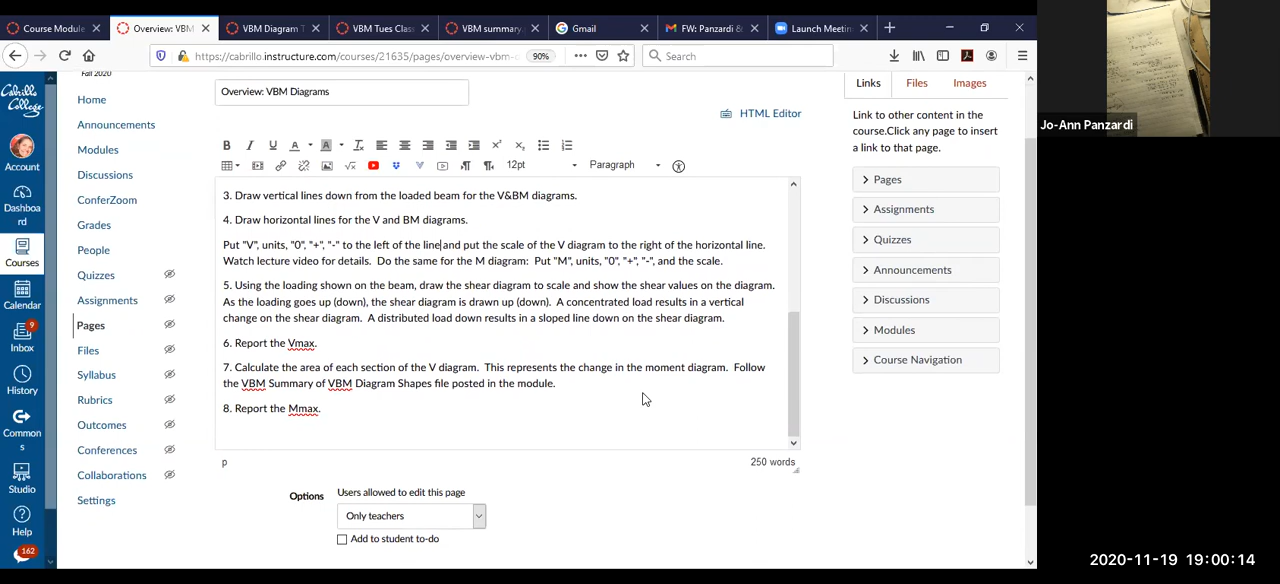 Course Module
Overview: VBM
VBM Diagram T
VBM Tues Class
VBM summary.
Gmail
FW: Panzardi &
Launch Meetin
https://cabrillo.instructure.com/courses/21635/pages/overview-vbm-
90%
Search
Cabrillo College
Fall 2020
Overview: VBM Diagrams
Links
Files
Images
Home
Announcements
Modules
Discussions
ConferZoom
Grades
People
Quizzes
Assignments
Pages
Files
Syllabus
Rubrics
Outcomes
Conferences
Collaborations
Settings
Account
Dashboa
rd
Courses
Calendar
9
Inbox
History
Common
s
Studio
Help
162
HTML Editor
12pt
Paragraph
3. Draw vertical lines down from the loaded beam for the V&BM diagrams.
4. Draw horizontal lines for the V and BM diagrams.
Put "V", units, "0", "+", "-" to the left of the line and put the scale of the V diagram to the right of the horizontal line.
Watch lecture video for details. Do the same for the M diagram: Put "M", units, "0", "+", "-", and the scale.
5. Using the loading shown on the beam, draw the shear diagram to scale and show the shear values on the diagram.
As the loading goes up (down), the shear diagram is drawn up (down). A concentrated load results in a vertical
change on the shear diagram. A distributed load down results in a sloped line down on the shear diagram.
6. Report the Vmax.
7. Calculate the area of each section of the V diagram. This represents the change in the moment diagram. Follow
the VBM Summary of VBM Diagram Shapes file posted in the module.
8. Report the Mmax.
p
250 words
Options
Users allowed to edit this page
Only teachers
Add to student to-do
Link to other content in the
course.Click any page to insert
a link to that page.
Pages
Assignments
Quizzes
Announcements
Discussions
Modules
Course Navigation
Jo-Ann Panzardi
2020-11-19 19:00:14